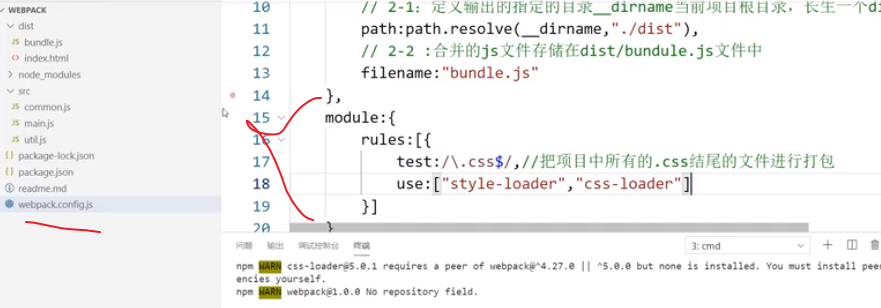 WEBPACK
dist
JS bundle.js
<> index.html
node_modules
src
JS common.js
JS main.js
JS util.js
{} package-lock.json
{} package.json
readme.md
webpack.config.js
10 // 2-1: 定义输出的指定的目录__dirname当前项目根目录，长生一个di
11 path:path.resolve(__dirname,"./dist"),
12 // 2-2 :合并的js文件存储在dist/bundule.js文件中
13 filename:"bundle.js"
14 },
15 module:{
16 rules:[{
17 test:/\.css$/,//把项目中所有的.css结尾的文件进行打包
18 use:["style-loader","css-loader"]
19 }]
20 }
问题 输出 调试控制台 终端 3: cmd
npm WARN css-loader@5.0.1 requires a peer of webpack@^4.27.0 || ^5.0.0 but none is installed. You must install peer
encies yourself.
npm WARN webpack@1.0.0 No repository field.